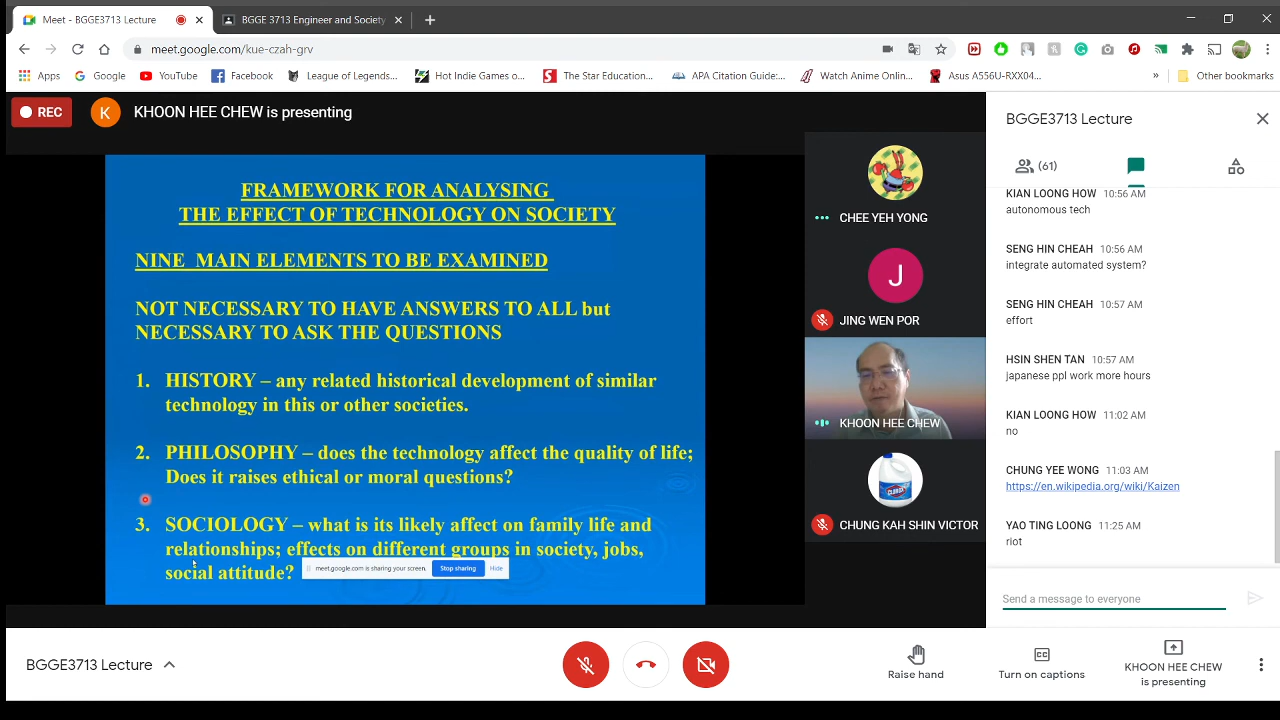 Meet - BGGE3713 Lecture
BGGE 3713 Engineer and Society
meet.google.com/kue-czah-grv
Apps
Google
YouTube
Facebook
League of Legends...
Hot Indie Games o...
The Star Education...
APA Citation Guide:...
Watch Anime Onlin...
Asus A556U-RXX04...
»
Other bookmarks
REC
K
KHOON HEE CHEW is presenting
FRAMEWORK FOR ANALYSING
THE EFFECT OF TECHNOLOGY ON SOCIETY
NINE MAIN ELEMENTS TO BE EXAMINED
NOT NECESSARY TO HAVE ANSWERS TO ALL but
NECESSARY TO ASK THE QUESTIONS
1. HISTORY – any related historical development of similar
technology in this or other societies.
2. PHILOSOPHY – does the technology affect the quality of life;
Does it raises ethical or moral questions?
3. SOCIOLOGY – what is its likely affect on family life and
relationships; effects on different groups in society, jobs,
social attitude?
meet.google.com is sharing your screen.
Stop sharing
Hide
CHEE YEH YONG
J
JING WEN POR
KHOON HEE CHEW
CLOROX
CHUNG KAH SHIN VICTOR
BGGE3713 Lecture
(61)
KIAN LOONG HOW 10:56 AM
autonomous tech
SENG HIN CHEAH 10:56 AM
integrate automated system?
SENG HIN CHEAH 10:57 AM
effort
HSIN SHEN TAN 10:57 AM
japanese ppl work more hours
KIAN LOONG HOW 11:02 AM
no
CHUNG YEE WONG 11:03 AM
https://en.wikipedia.org/wiki/Kaizen
YAO TING LOONG 11:25 AM
riot
Send a message to everyone
BGGE3713 Lecture
Raise hand
CC
Turn on captions
KHOON HEE CHEW
is presenting